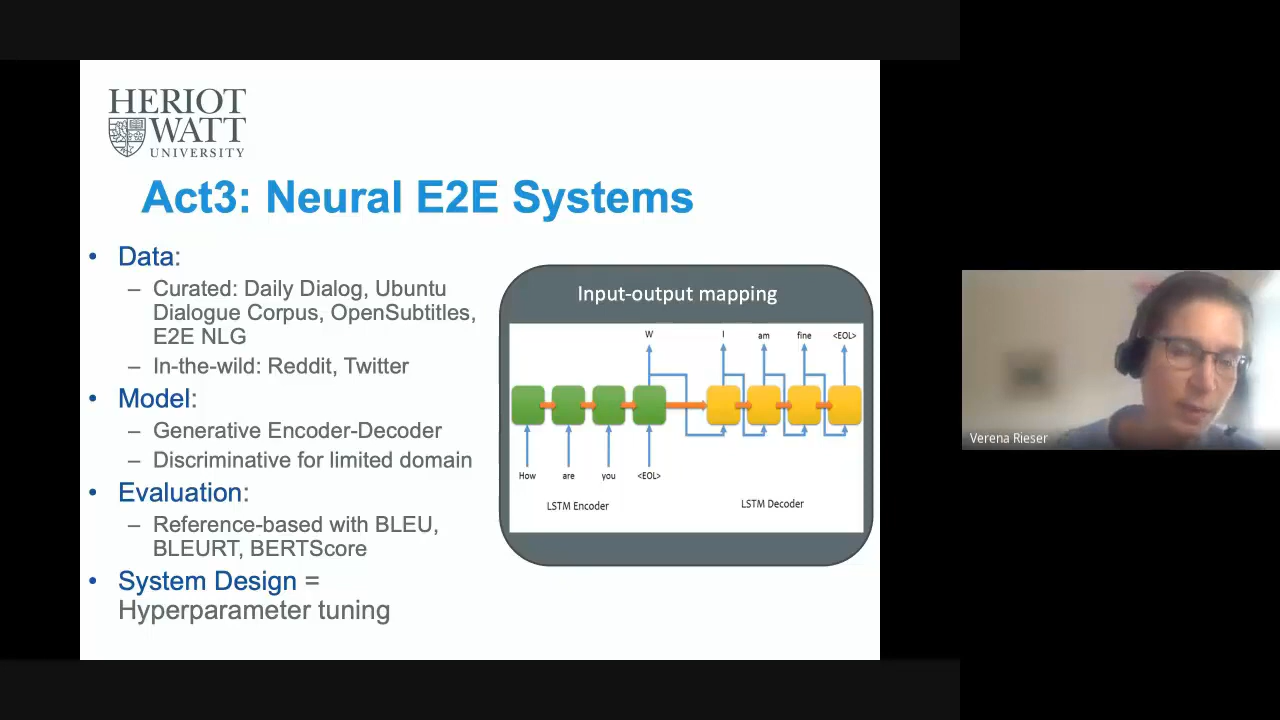 HERIOT
WATT
UNIVERSITY
Act3: Neural E2E Systems
• Data:
– Curated: Daily Dialog, Ubuntu
Dialogue Corpus, OpenSubtitles,
E2E NLG
– In-the-wild: Reddit, Twitter
• Model:
– Generative Encoder-Decoder
– Discriminative for limited domain
• Evaluation:
– Reference-based with BLEU,
BLEURT, BERTScore
• System Design =
Hyperparameter tuning
Input-output mapping
W I am fine <EOL>
How are you <EOL>
LSTM Encoder
LSTM Decoder
Verena Rieser